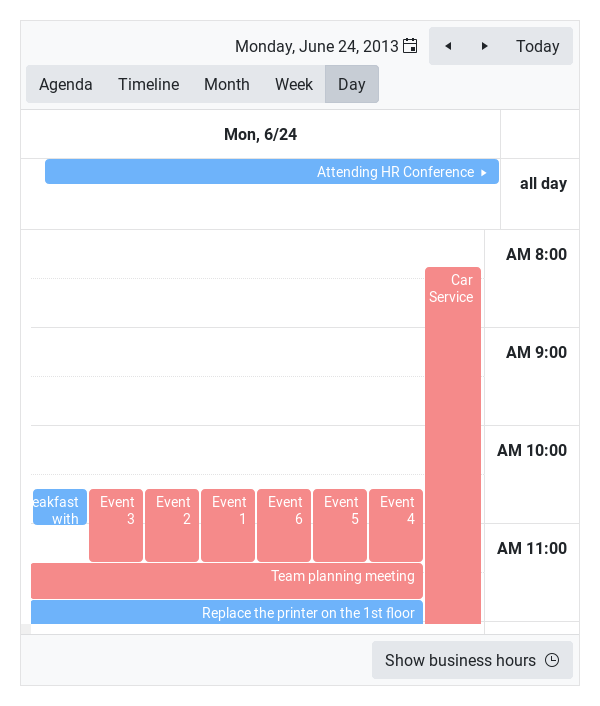 Monday, June 24, 2013
Today
Agenda
Timeline
Month
Week
Day
Mon, 6/24
Attending HR Conference
all day
AM 8:00
Car
Service
AM 9:00
AM 10:00
with
Event
3
Event
2
Event
1
Event
6
Event
5
Event
4
AM 11:00
Team planning meeting
Replace the printer on the 1st floor
Show business hours